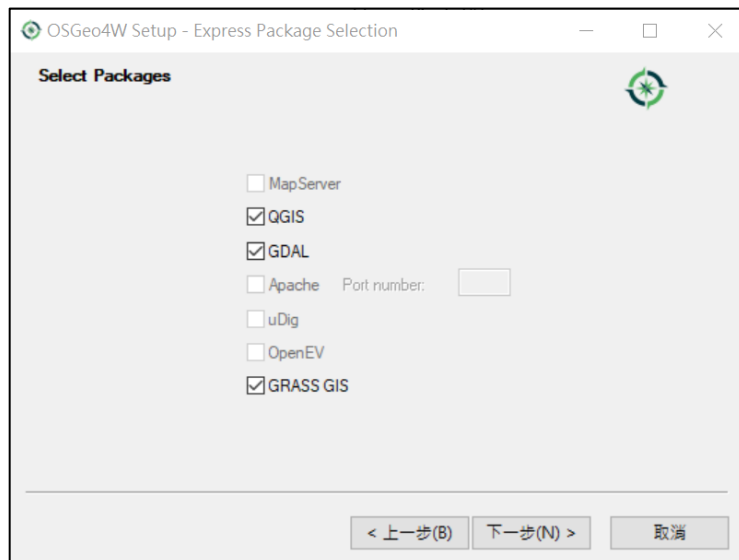 OSGeo4W Setup - Express Package Selection
Select Packages
MapServer
QGIS
GDAL
Apache Port number:
uDig
OpenEV
GRASS GIS
< 上一步(B) 下一步(N) > 取消